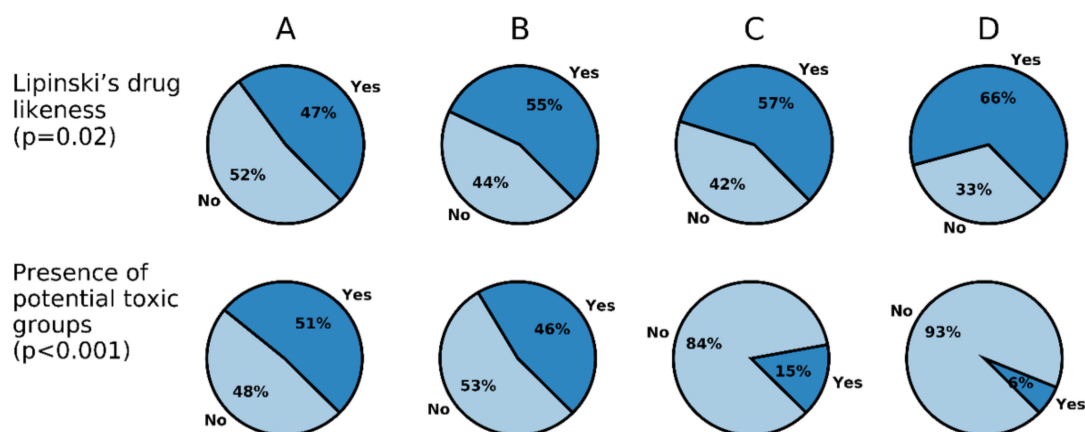 A B C D
Lipinski's drug
likeness
(p=0.02)
Yes
47%
52%
No
Yes
55%
44%
No
Yes
57%
42%
No
Yes
66%
33%
No
Presence of
potential toxic
groups
(p<0.001)
Yes
51%
48%
No
Yes
46%
53%
No
No
84%
15%
Yes
No
93%
6%
Yes